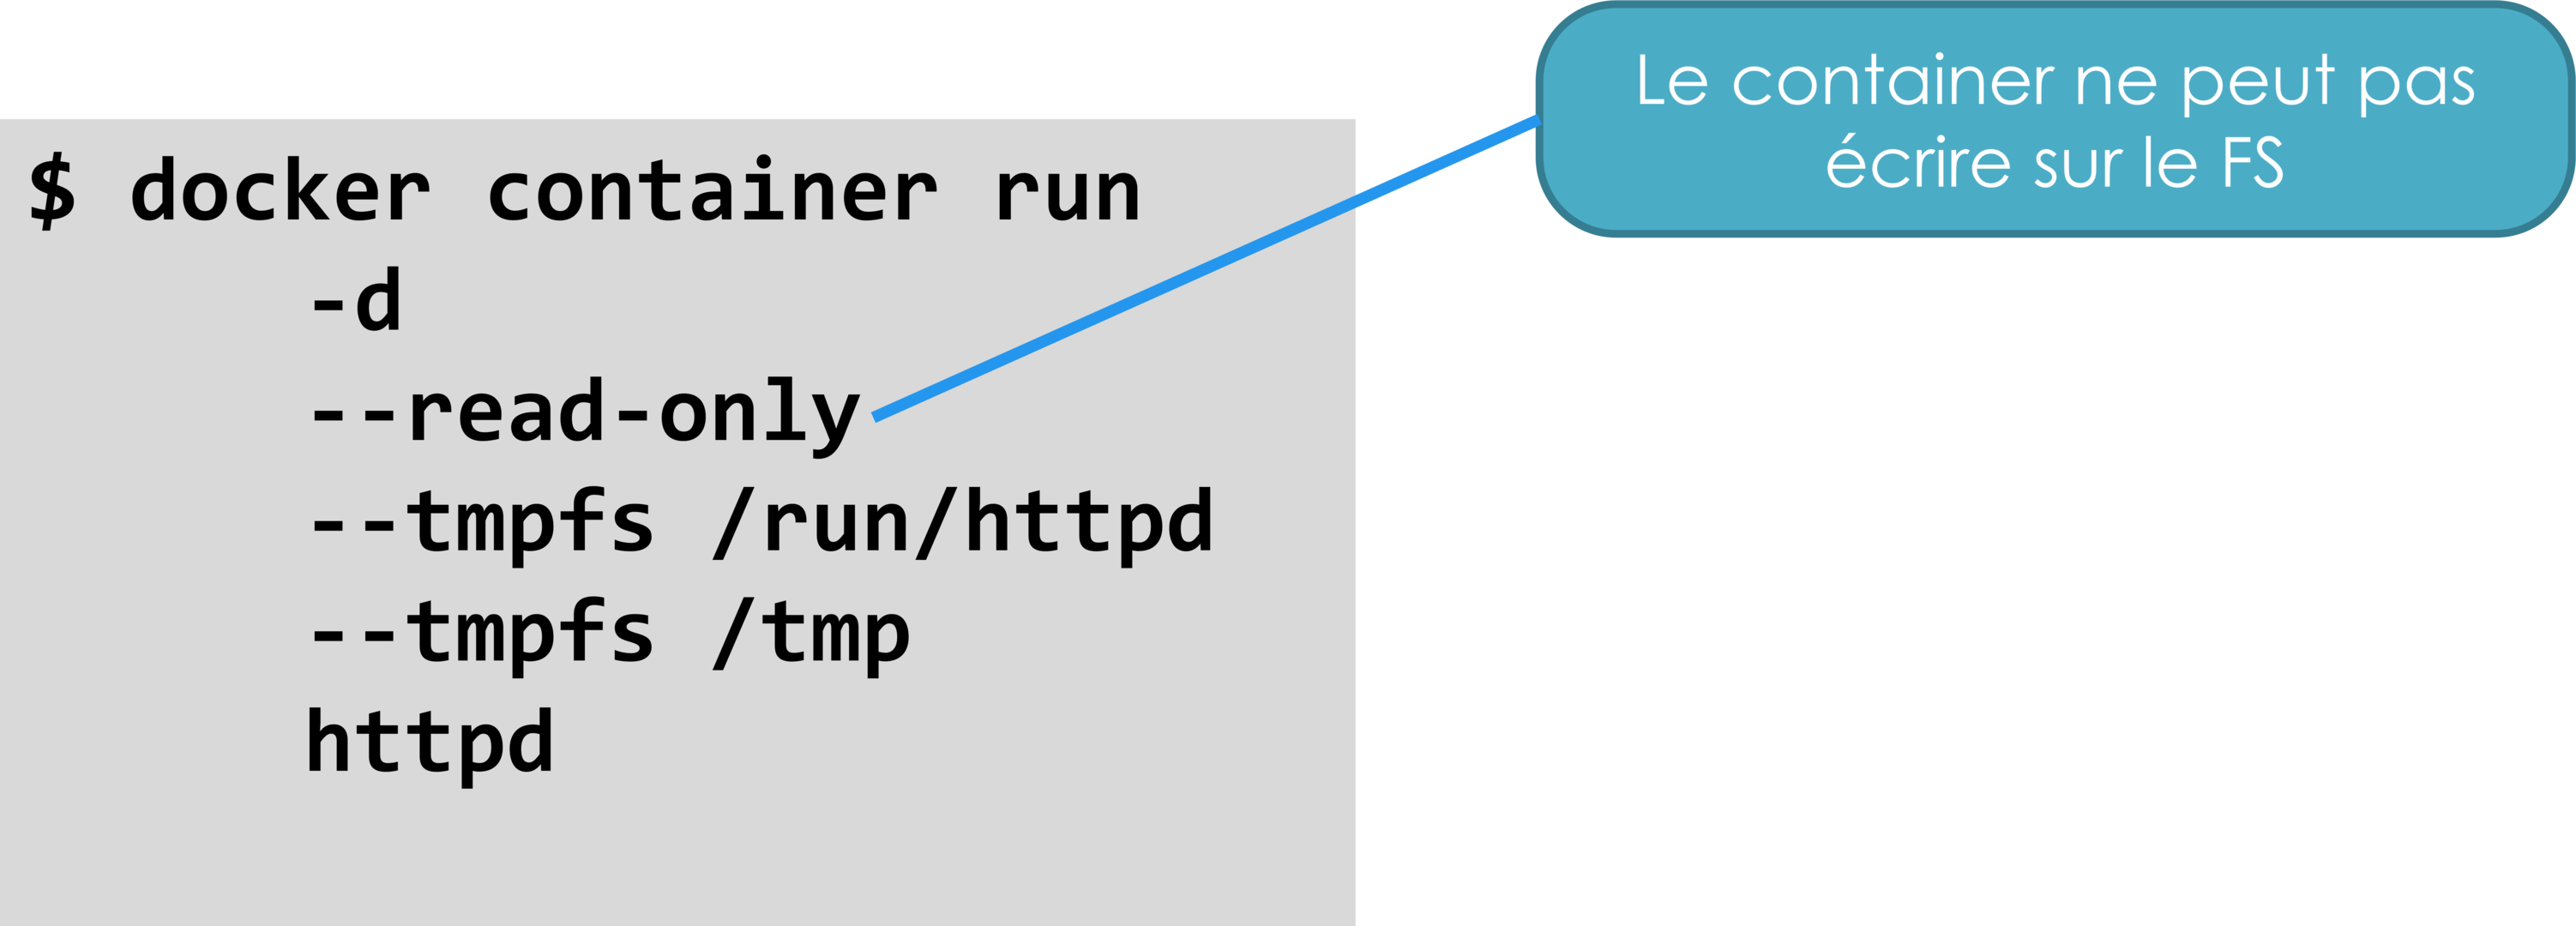 Le container ne peut pas
écrire sur le FS
$ docker container run
-d
--read-only
--tmpfs /run/httpd
--tmpfs /tmp
httpd